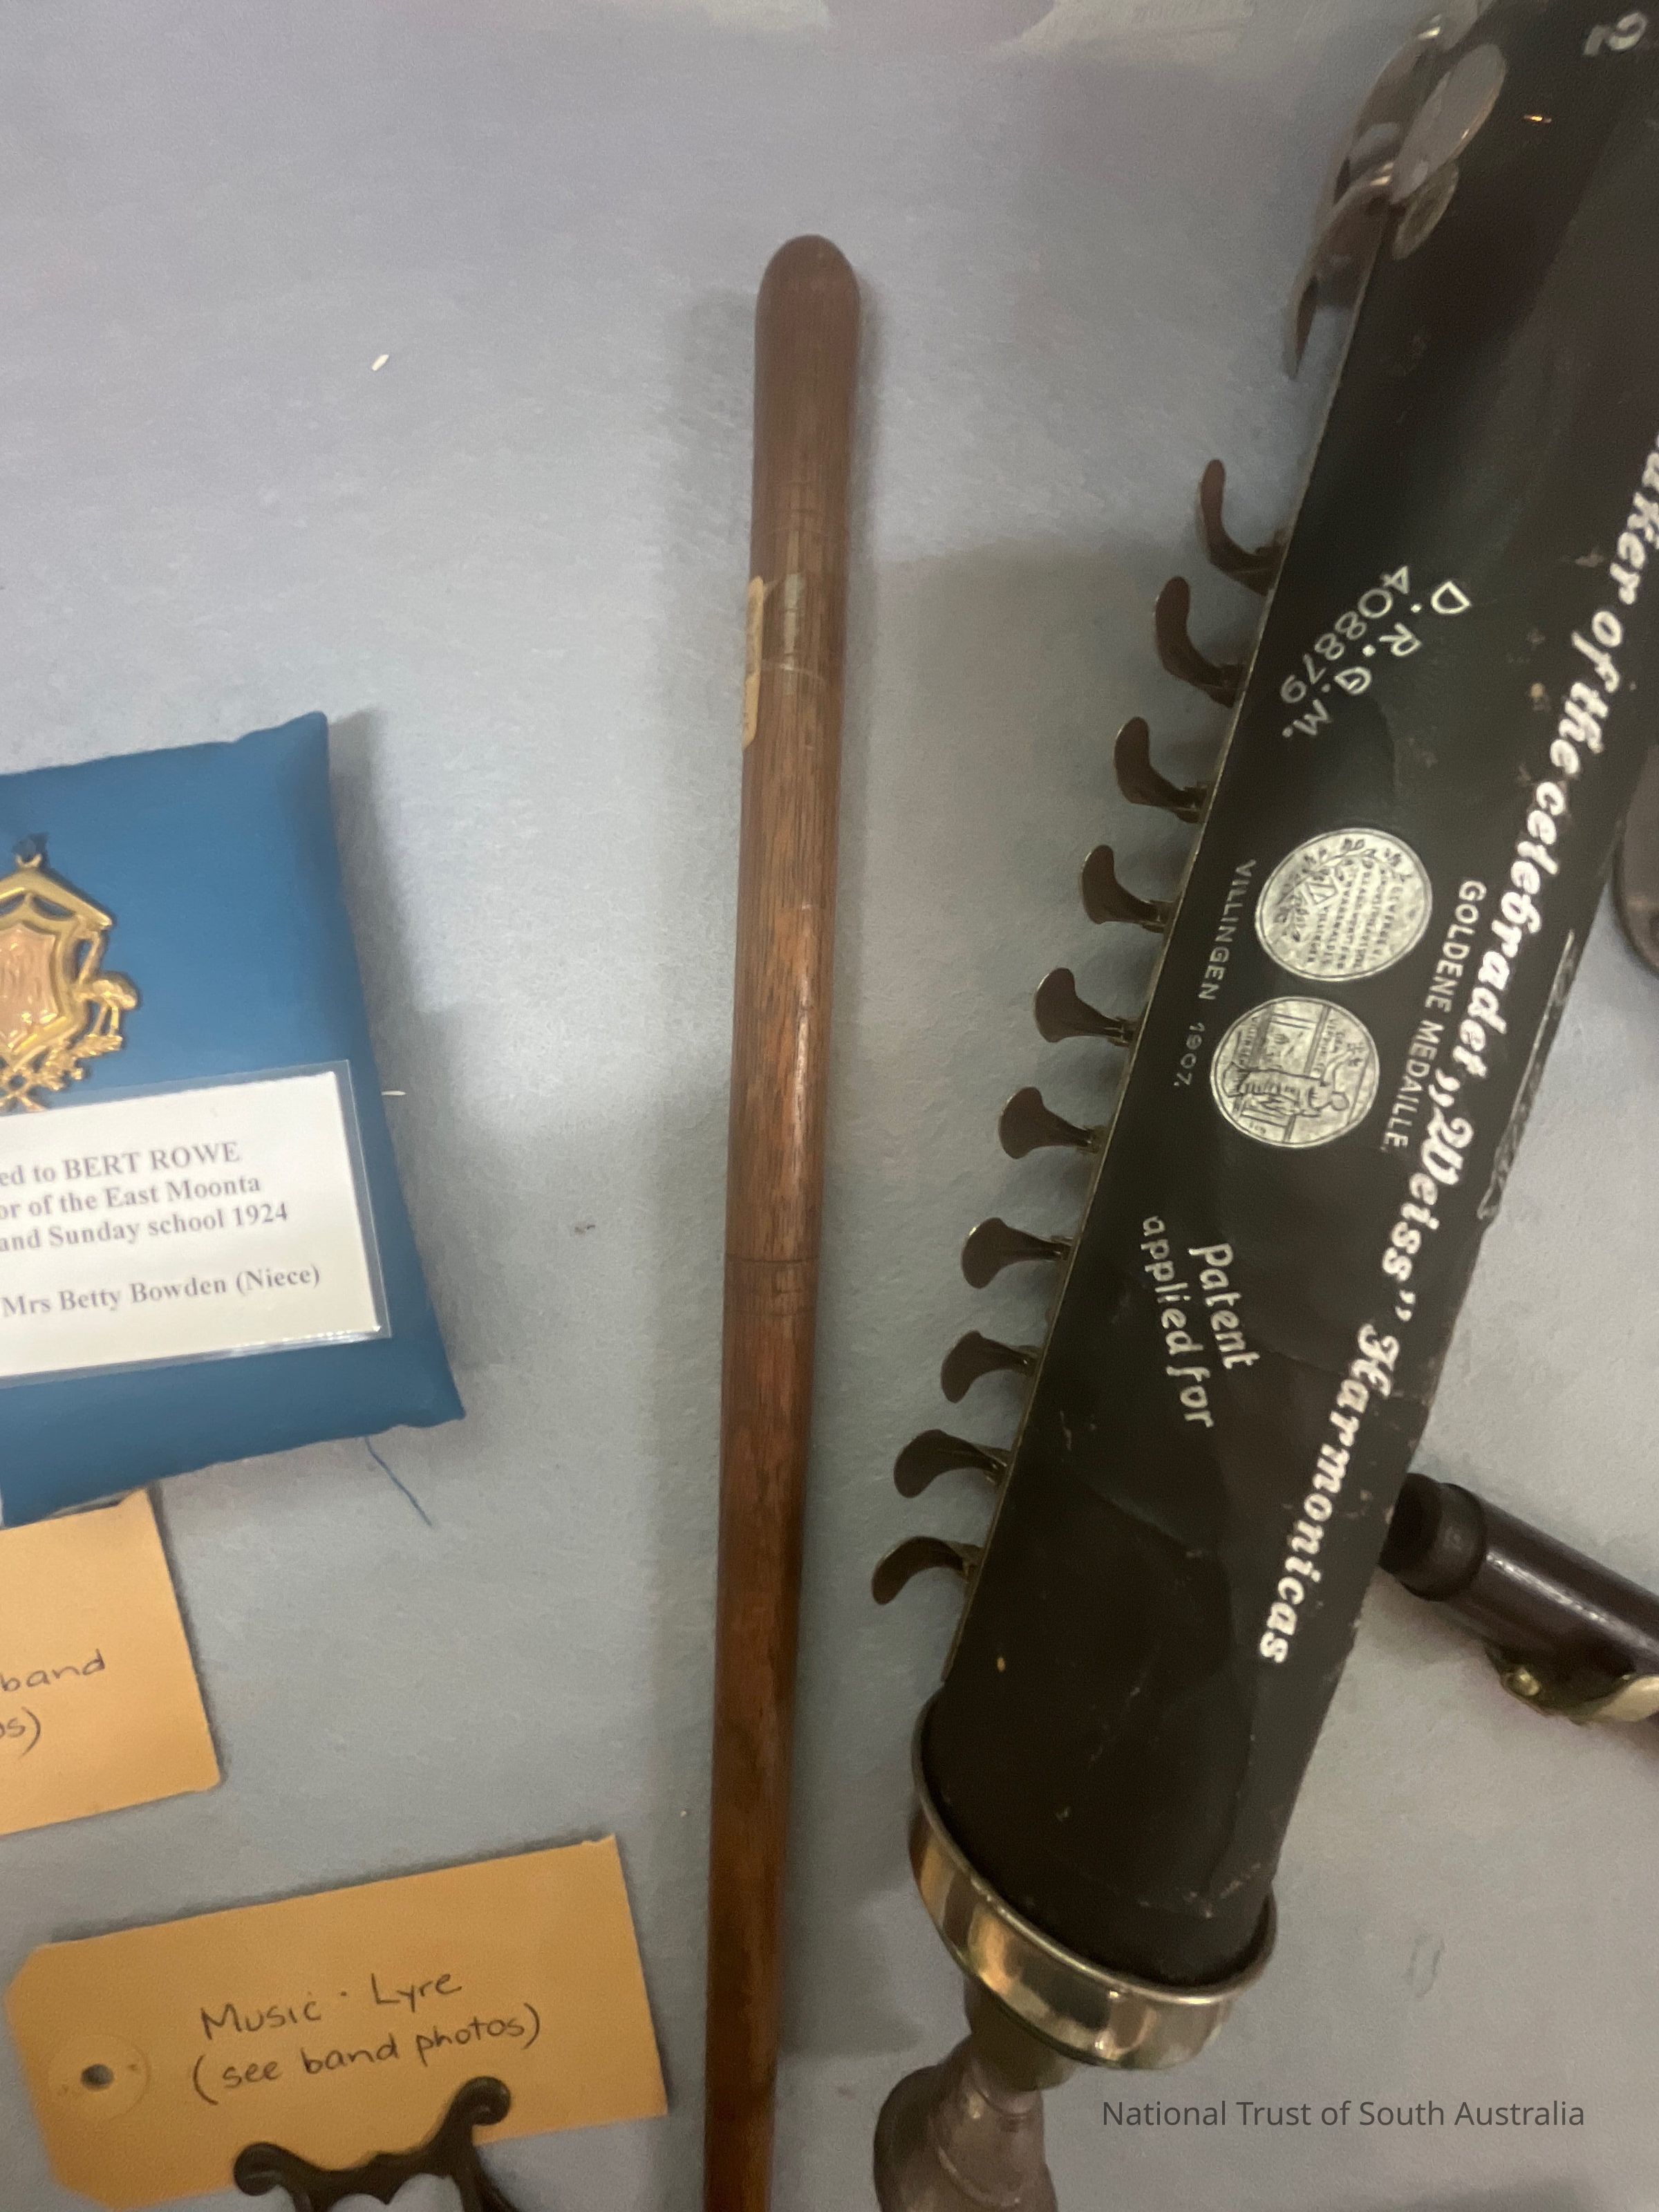 ed to BERT ROWE
or of the East Moonta
and Sunday school 1924
Mrs Betty Bowden (Niece)
band
s)
Music · Lyre
(see band photos)
2
of the celebradet „Weiss" Harmonicas
D. R. G. M.
408879
GOLDENE MEDAILLE.
VILLINGEN 1907.
Patent
applied for
National Trust of South Australia